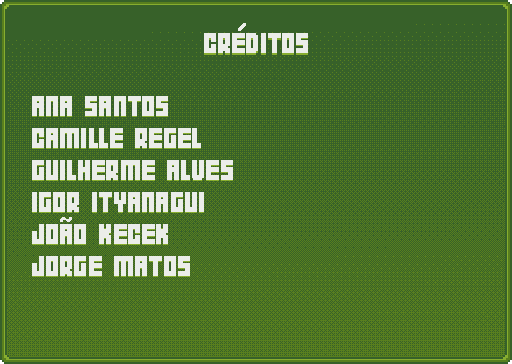 CRÉDITOS
ANA SANTOS
CAMILLE REGEL
GUILHERME ALVES
IGOR ITYANAGUI
JOÃO KECEK
JORGE MATOS